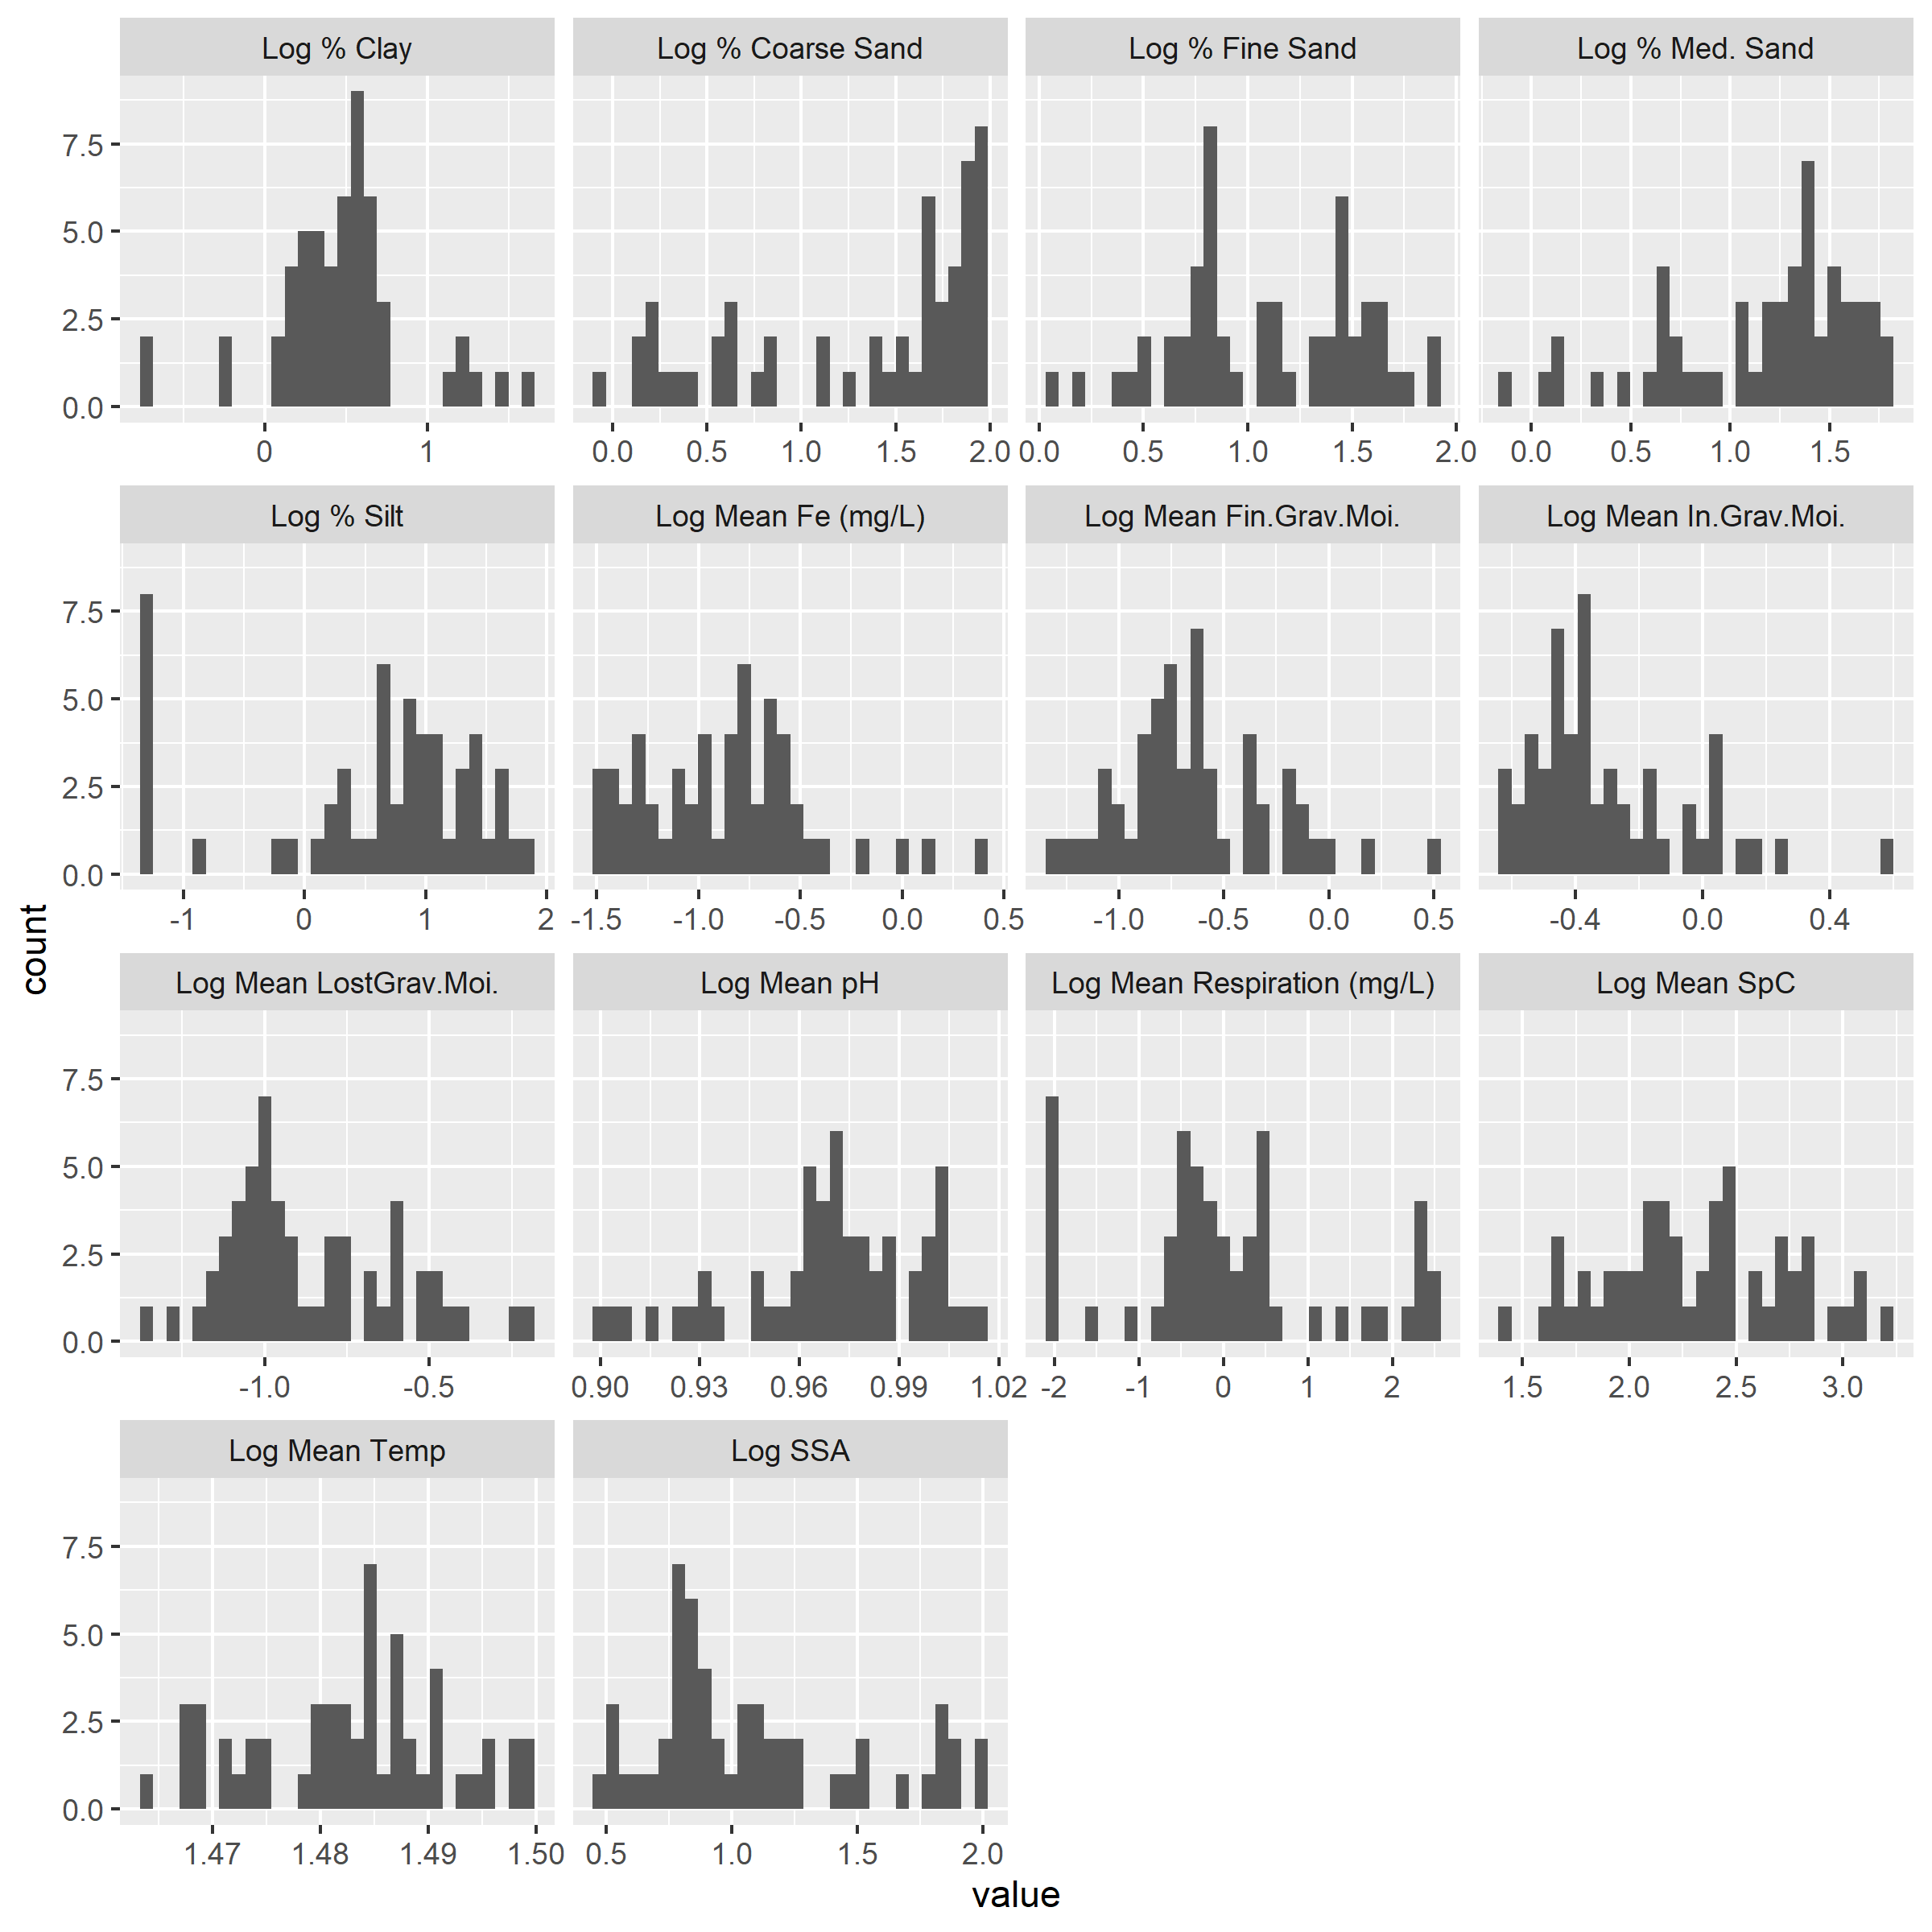 Log % Clay
Log % Coarse Sand
Log % Fine Sand
Log % Med. Sand
7.5
5.0
2.5
0.0
0 1
0.0 0.5 1.0 1.5 2.0
0.0 0.5 1.0 1.5 2.0
0.0 0.5 1.0 1.5
Log % Silt
Log Mean Fe (mg/L)
Log Mean Fin.Grav.Moi.
Log Mean In.Grav.Moi.
7.5
5.0
2.5
0.0
-1 0 1 2
-1.5 -1.0 -0.5 0.0 0.5
-1.0 -0.5 0.0 0.5
-0.4 0.0 0.4
count
Log Mean LostGrav.Moi.
Log Mean pH
Log Mean Respiration (mg/L)
Log Mean SpC
7.5
5.0
2.5
0.0
-1.0 -0.5
0.90 0.93 0.96 0.99 1.02
-2 -1 0 1 2
1.5 2.0 2.5 3.0
Log Mean Temp
Log SSA
7.5
5.0
2.5
0.0
1.47 1.48 1.49 1.50
0.5 1.0 1.5 2.0
value